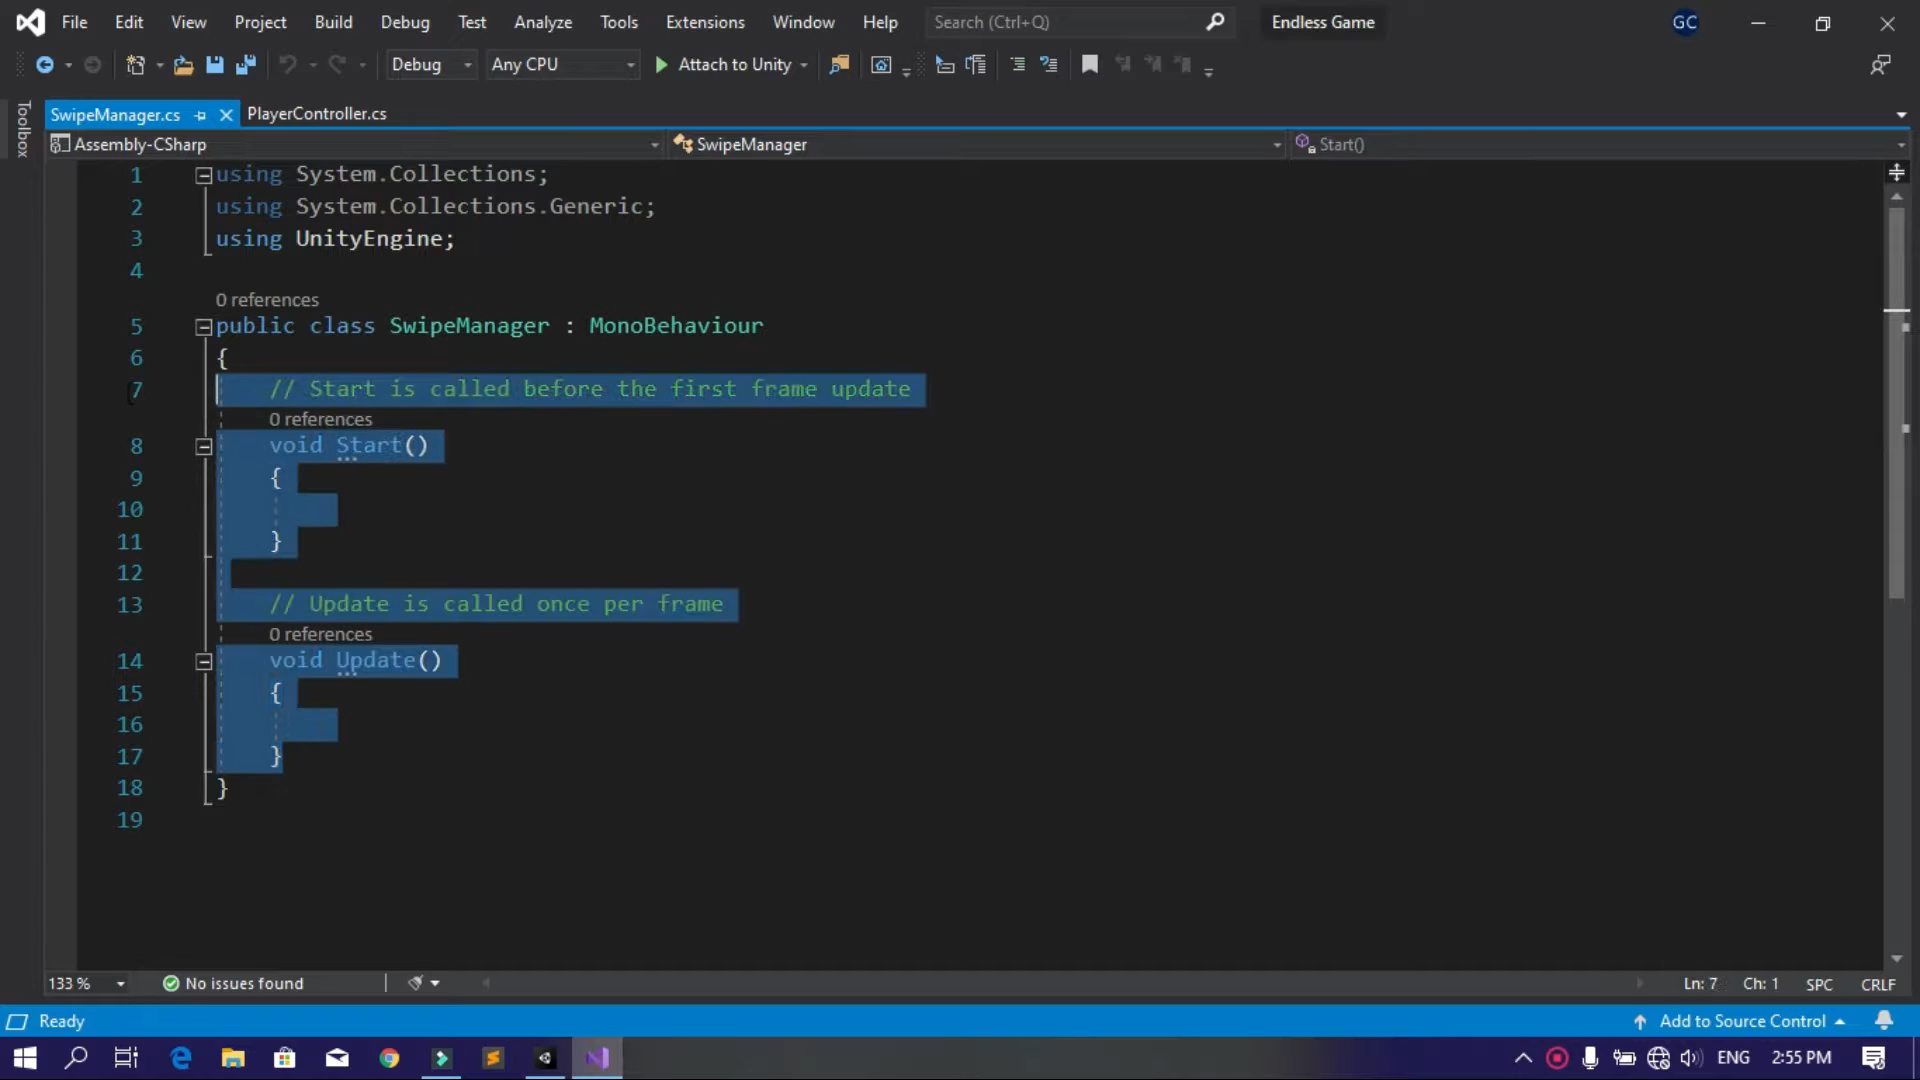 File Edit View Project Build Debug Test Analyze Tools Extensions Window Help Search (Ctrl+Q) Endless Game GC
Debug Any CPU Attach to Unity
Toolbox
SwipeManager.cs PlayerController.cs
Assembly-CSharp SwipeManager Start()
1 using System.Collections;
2 using System.Collections.Generic;
3 using UnityEngine;
4
0 references
5 public class SwipeManager : MonoBehaviour
6 {
7 // Start is called before the first frame update
0 references
8 void Start()
9 {
10
11 }
12
13 // Update is called once per frame
0 references
14 void Update()
15 {
16
17 }
18 }
19
133 % No issues found Ln: 7 Ch: 1 SPC CRLF
Ready Add to Source Control
ENG 2:55 PM